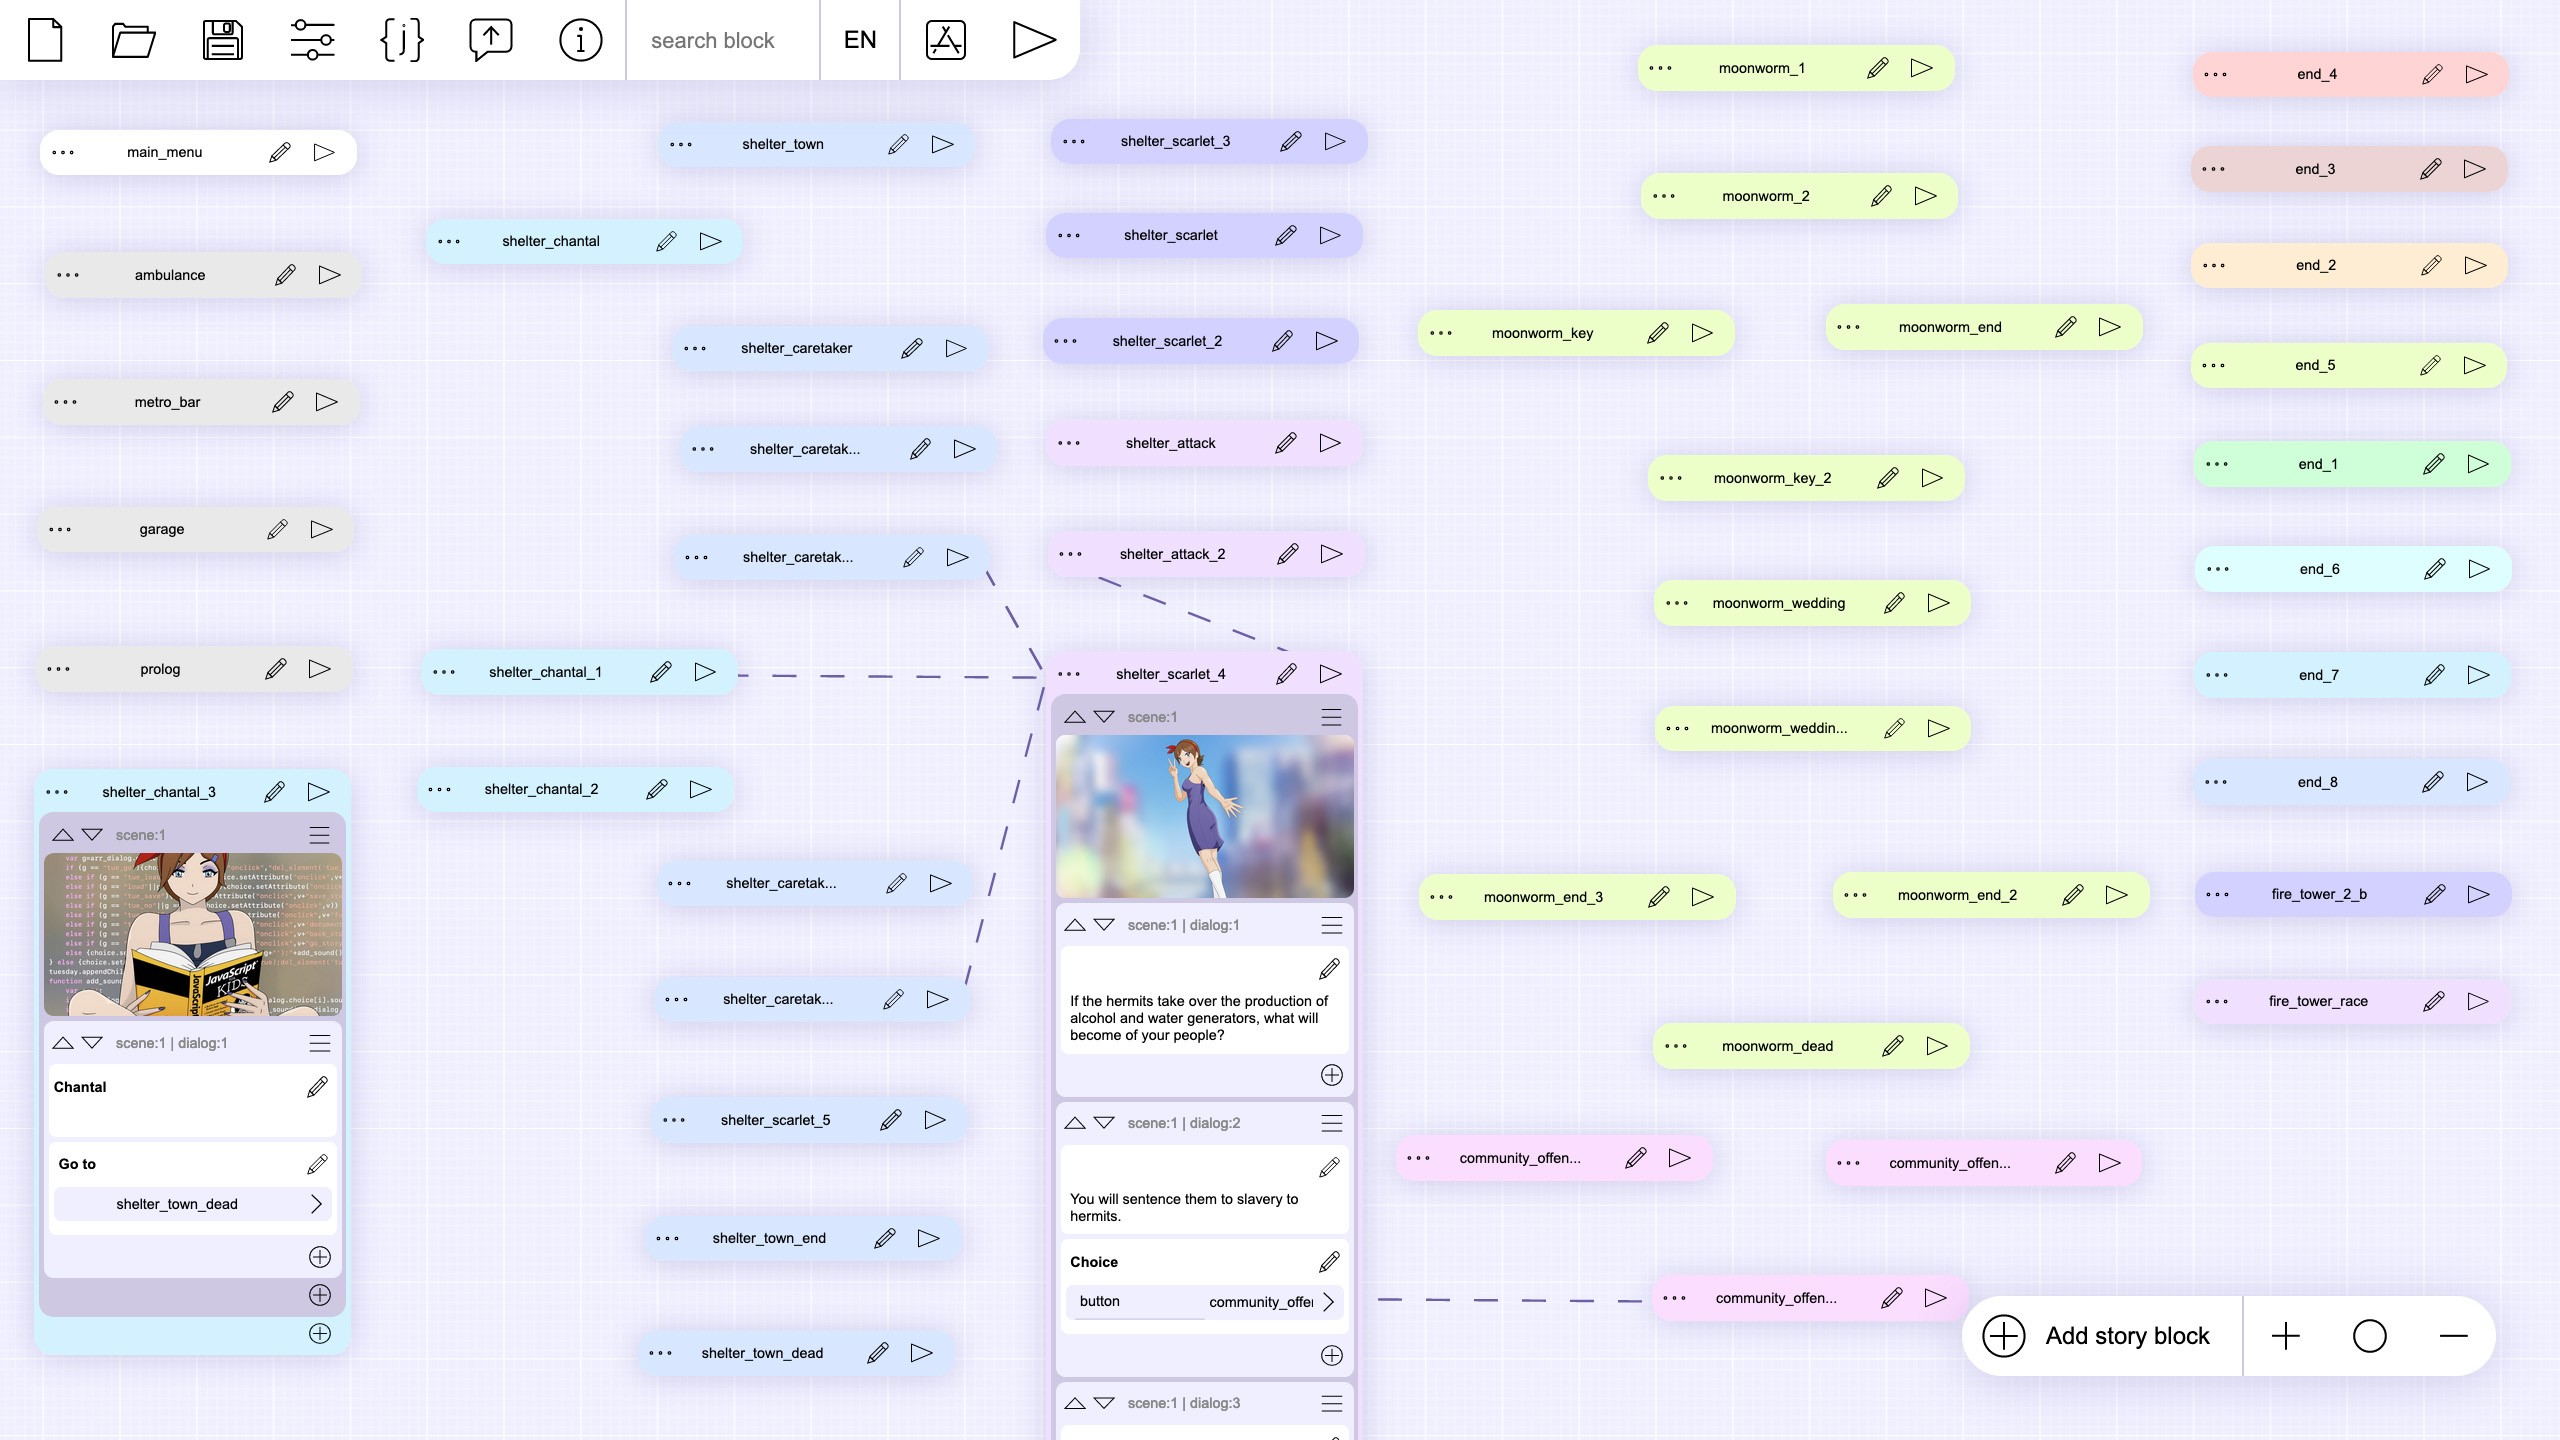 {j}
search block
EN
moonworm_1
end_4
main_menu
shelter_town
shelter_scarlet_3
end_3
moonworm_2
shelter_chantal
shelter_scarlet
end_2
ambulance
shelter_caretaker
shelter_scarlet_2
moonworm_key
moonworm_end
end_5
metro_bar
shelter_caretak...
shelter_attack
moonworm_key_2
end_1
garage
shelter_caretak...
shelter_attack_2
end_6
moonworm_wedding
prolog
shelter_chantal_1
shelter_scarlet_4
end_7
scene:1
moonworm_weddin...
shelter_chantal_3
shelter_chantal_2
end_8
scene:1
shelter_caretak...
moonworm_end_3
moonworm_end_2
fire_tower_2_b
JavaScript
KIDS
JavaScript
scene:1 | dialog:1
If the hermits take over the production of
alcohol and water generators, what will
become of your people?
shelter_caretak...
fire_tower_race
scene:1 | dialog:1
Chantal
moonworm_dead
shelter_scarlet_5
scene:1 | dialog:2
Go to
shelter_town_dead
You will sentence them to slavery to
hermits.
community_offen...
community_offen...
shelter_town_end
Choice
button
community_offe
community_offen...
shelter_town_dead
Add story block
scene:1 | dialog:3